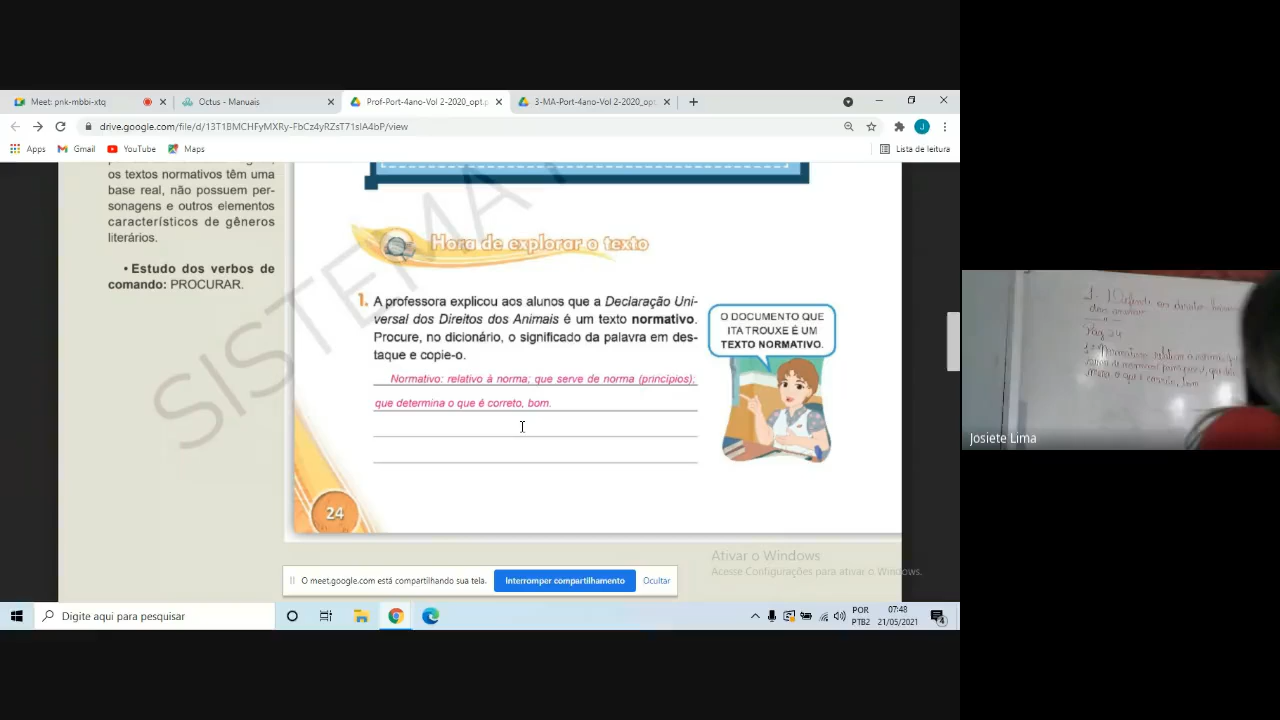 Meet: pnk-mbbi-xtq
Octus - Manuais
Prof-Port-4ano-Vol 2-2020_opt.p
3-MA-Port-4ano-Vol 2-2020_opt.
drive.google.com/file/d/13T1BMCHFyMXRy-FbCz4yRZsT71sIA4bP/view
Apps
Gmail
YouTube
Maps
Lista de leitura
os textos normativos têm uma
base real, não possuem per-
sonagens e outros elementos
característicos de gêneros
literários.
• Estudo dos verbos de
comando: PROCURAR.
SISTEMA
Hora de explorar o texto
1. A professora explicou aos alunos que a Declaração Uni-
versal dos Direitos dos Animais é um texto normativo.
Procure, no dicionário, o significado da palavra em des-
taque e copie-o.
Normativo: relativo à norma; que serve de norma (princípios);
que determina o que é correto, bom.
O DOCUMENTO QUE
ITA TROUXE É UM
TEXTO NORMATIVO.
24
Ativar o Windows
Acesse Configurações para ativar o Windows.
O meet.google.com está compartilhando sua tela.
Interromper compartilhamento
Ocultar
Digite aqui para pesquisar
POR
PTB2
07:48
21/05/2021
4
Pág 24
Josiete Lima